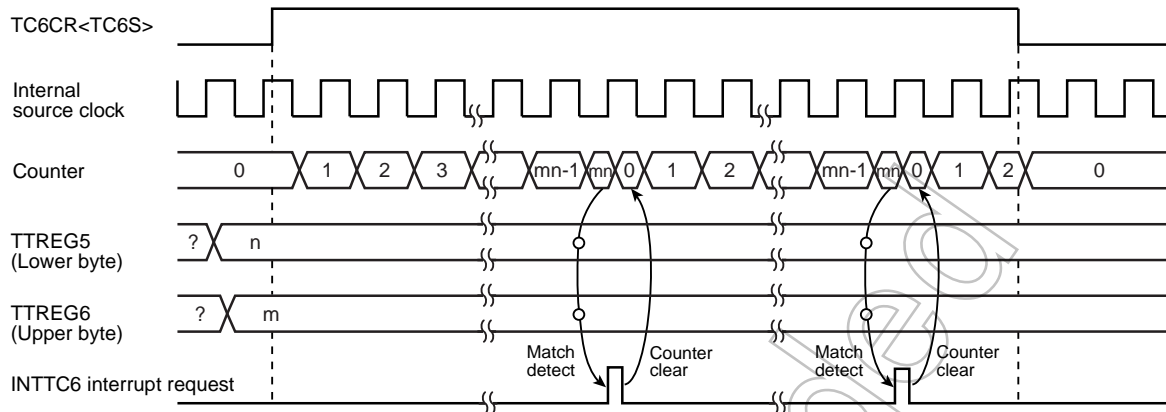 TC6CR<TC6S>
Internal
source clock
Counter
0 1 2 3 mn-1 mn 0 1 2 mn-1 mn 0 1 2 0
TTREG5
(Lower byte)
? n
TTREG6
(Upper byte)
? m
Match
detect
Counter
clear
Match
detect
Counter
clear
INTTC6 interrupt request